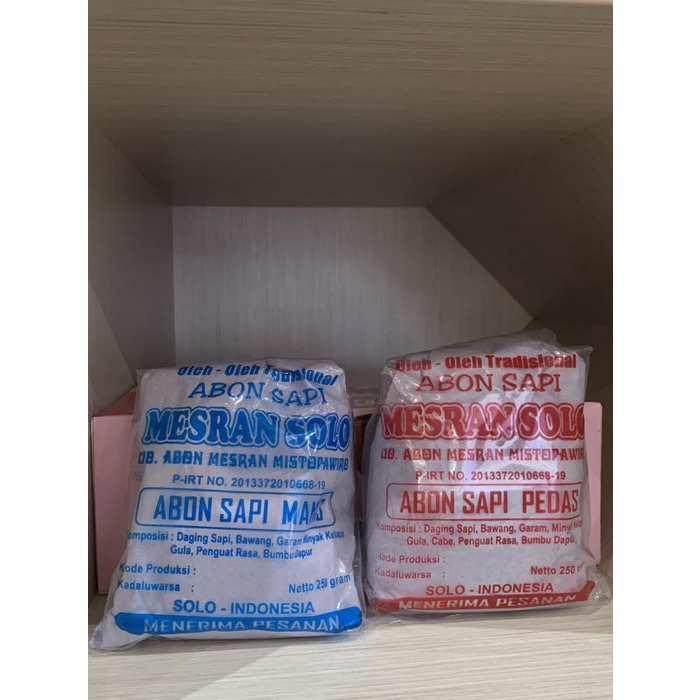 Oleh - Oleh Tradisional
ABON SAPI
MESRAN SOLO
UD. ABON MESRAN MISTOPAWIRO
P-IRT NO. 2013372010668-19
ABON SAPI MANIS
Komposisi : Daging Sapi, Bawang, Garam, Minyak Kelapa
Gula, Penguat Rasa, Bumbu Dapur
Kode Produksi :
Kadaluwarsa :
Netto 250 gram
SOLO - INDONESIA
MENERIMA PESANAN
Oleh - Oleh Tradisional
ABON SAPI
MESRAN SOLO
UD. ABON MESRAN MISTOPAWIRO
P-IRT NO. 2013372010668-19
ABON SAPI PEDAS
Komposisi : Daging Sapi, Bawang, Garam, Minyak Kelapa
Gula, Cabe, Penguat Rasa, Bumbu Dapur
Kode Produksi :
Kadaluwarsa :
Netto 250 gram
SOLO - INDONESIA
MENERIMA PESANAN